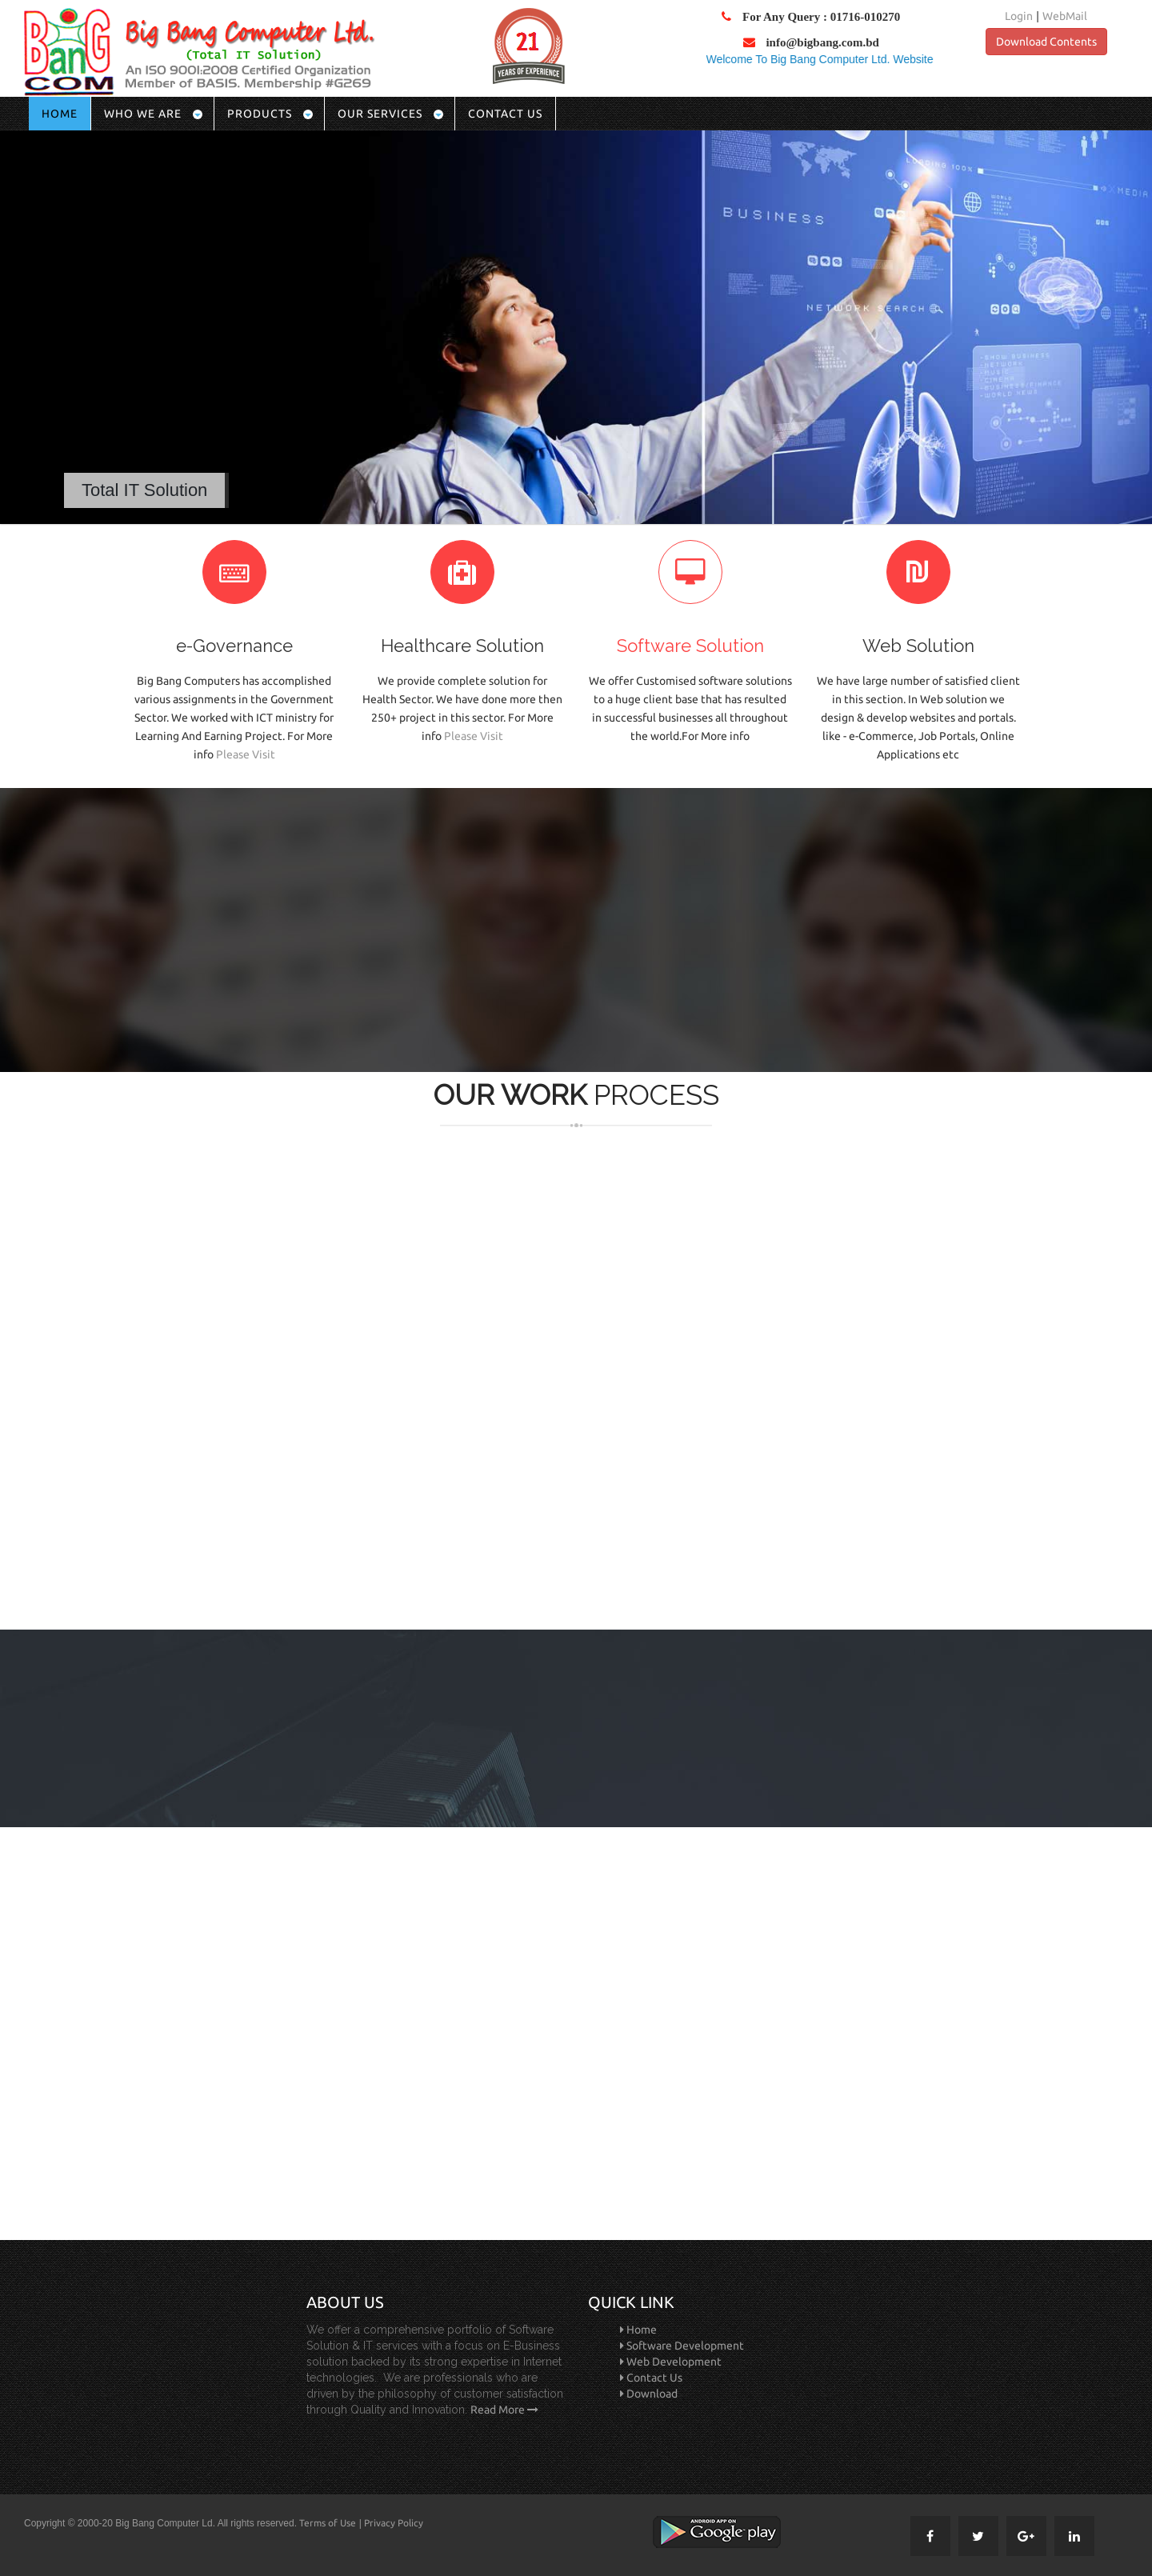 BanG
COM
Big Bang Computer Ltd.
(Total IT Solution)
An ISO 9001:2008 Certified Organization
Member of BASIS. Membership #G269
21
YEARS OF EXPERIENCE
For Any Query : 01716-010270
info@bigbang.com.bd
Welcome To Big Bang Computer Ltd. Website
Login | WebMail
Download Contents
HOME
WHO WE ARE
PRODUCTS
OUR SERVICES
CONTACT US
LOADING 100%
MEDIA
BUSINESS
NETWORK SEARCH
Total IT Solution
e-Governance
Big Bang Computers has accomplished
various assignments in the Government
Sector. We worked with ICT ministry for
Learning And Earning Project. For More
info Please Visit
Healthcare Solution
We provide complete solution for
Health Sector. We have done more then
250+ project in this sector. For More
info Please Visit
Software Solution
We offer Customised software solutions
to a huge client base that has resulted
in successful businesses all throughout
the world.For More info
Web Solution
We have large number of satisfied client
in this section. In Web solution we
design & develop websites and portals.
like - e-Commerce, Job Portals, Online
Applications etc
OUR WORK PROCESS
ABOUT US
We offer a comprehensive portfolio of Software
Solution & IT services with a focus on E-Business
solution backed by its strong expertise in Internet
technologies. We are professionals who are
driven by the philosophy of customer satisfaction
through Quality and Innovation. Read More
QUICK LINK
Home
Software Development
Web Development
Contact Us
Download
Copyright © 2000-20 Big Bang Computer Ld. All rights reserved. Terms of Use | Privacy Policy
ANDROID APP ON
Google play